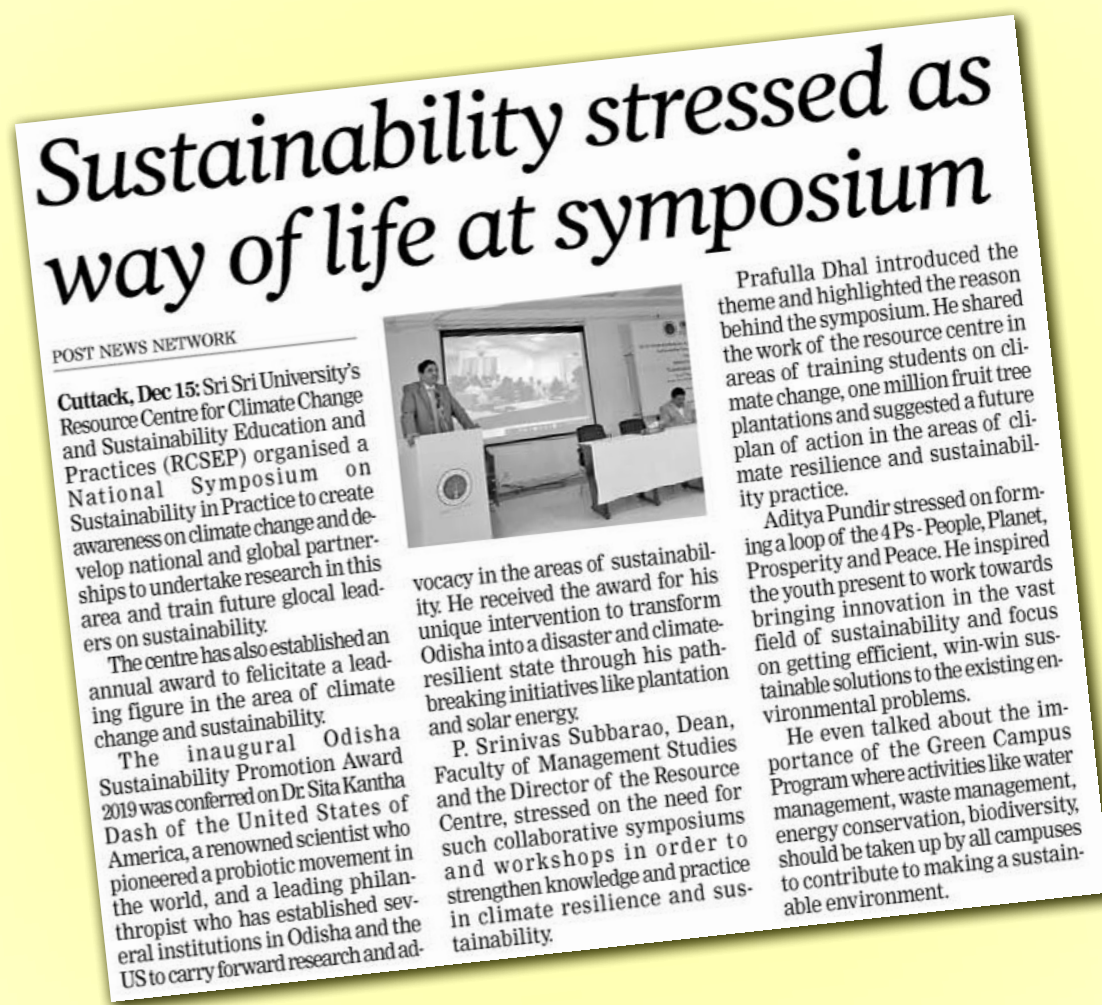 Sustainability stressed as
way of life at symposium
POST NEWS NETWORK
Cuttack, Dec 15: Sri Sri University's
Resource Centre for Climate Change
and Sustainability Education and
Practices (RCSEP) organised a
National Symposium on
Sustainability in Practice to create
awareness on climate change and de-
velop national and global partner-
ships to undertake research in this
area and train future glocal lead-
ers on sustainability.
The centre has also established an
annual award to felicitate a lead-
ing figure in the area of climate
change and sustainability.
The inaugural Odisha
Sustainability Promotion Award
2019 was conferred on Dr. Sita Kantha
Dash of the United States of
America, a renowned scientist who
pioneered a probiotic movement in
the world, and a leading philan-
thropist who has established sev-
eral institutions in Odisha and the
US to carry forward research and ad-
vocacy in the areas of sustainabil-
ity. He received the award for his
unique intervention to transform
Odisha into a disaster and climate-
resilient state through his path-
breaking initiatives like plantation
and solar energy.
P. Srinivas Subbarao, Dean,
Faculty of Management Studies
and the Director of the Resource
Centre, stressed on the need for
such collaborative symposiums
and workshops in order to
strengthen knowledge and practice
in climate resilience and sus-
tainability.
Prafulla Dhal introduced the
theme and highlighted the reason
behind the symposium. He shared
the work of the resource centre in
areas of training students on cli-
mate change, one million fruit tree
plantations and suggested a future
plan of action in the areas of cli-
mate resilience and sustainabil-
ity practice.
Aditya Pundir stressed on form-
ing a loop of the 4 Ps - People, Planet,
Prosperity and Peace. He inspired
the youth present to work towards
bringing innovation in the vast
field of sustainability and focus
on getting efficient, win-win sus-
tainable solutions to the existing en-
vironmental problems.
He even talked about the im-
portance of the Green Campus
Program where activities like water
management, waste management,
energy conservation, biodiversity,
should be taken up by all campuses
to contribute to making a sustain-
able environment.